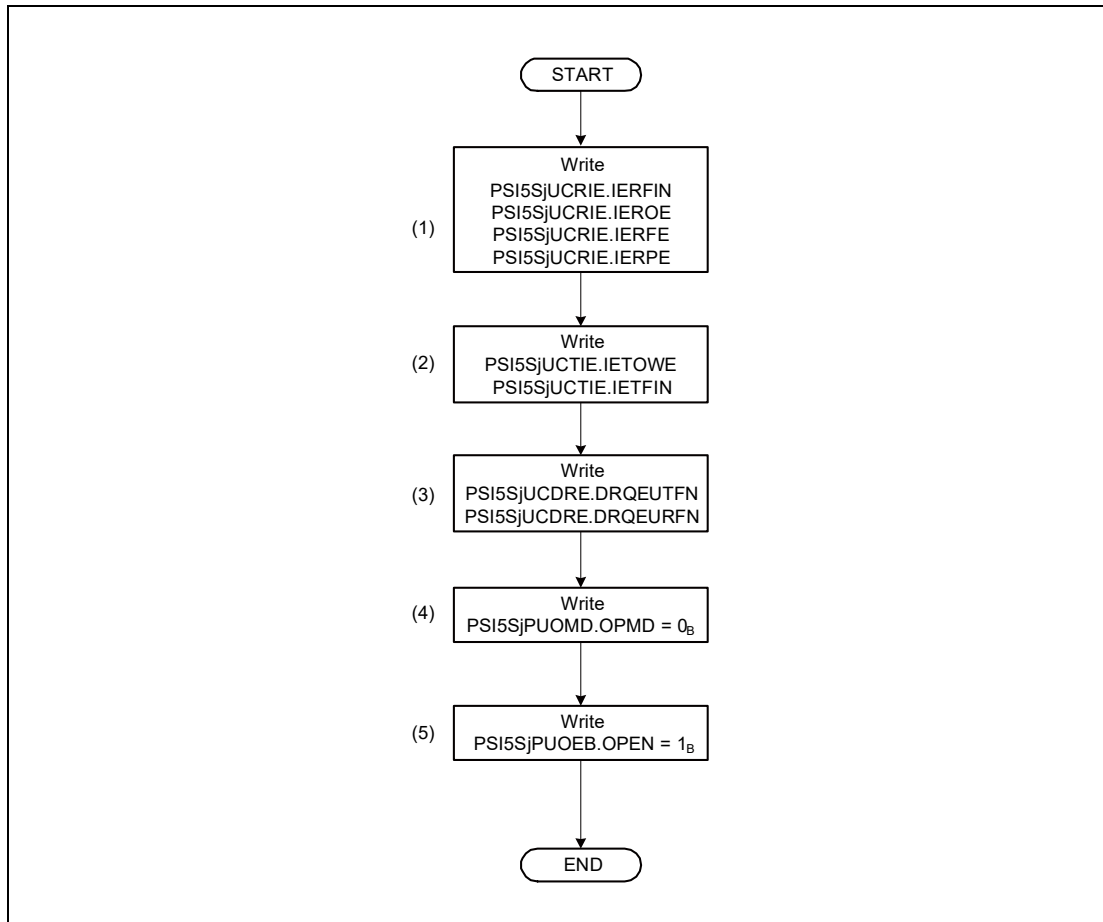 START
Write
PSI5SjUCRIE.IERFIN
PSI5SjUCRIE.IEROE
(1)
PSI5SjUCRIE.IERFE
PSI5SjUCRIE.IERPE
Write
(2)
PSI5SjUCTIE.IETOWE
PSI5SjUCTIE.IETFIN
Write
(3)
PSI5SjUCDRE.DRQEUTFN
PSI5SjUCDRE.DRQEURFN
Write
(4)
PSI5SjPUOMD.OPMD = 0B
Write
(5)
PSI5SjPUOEB.OPEN = 1B
END